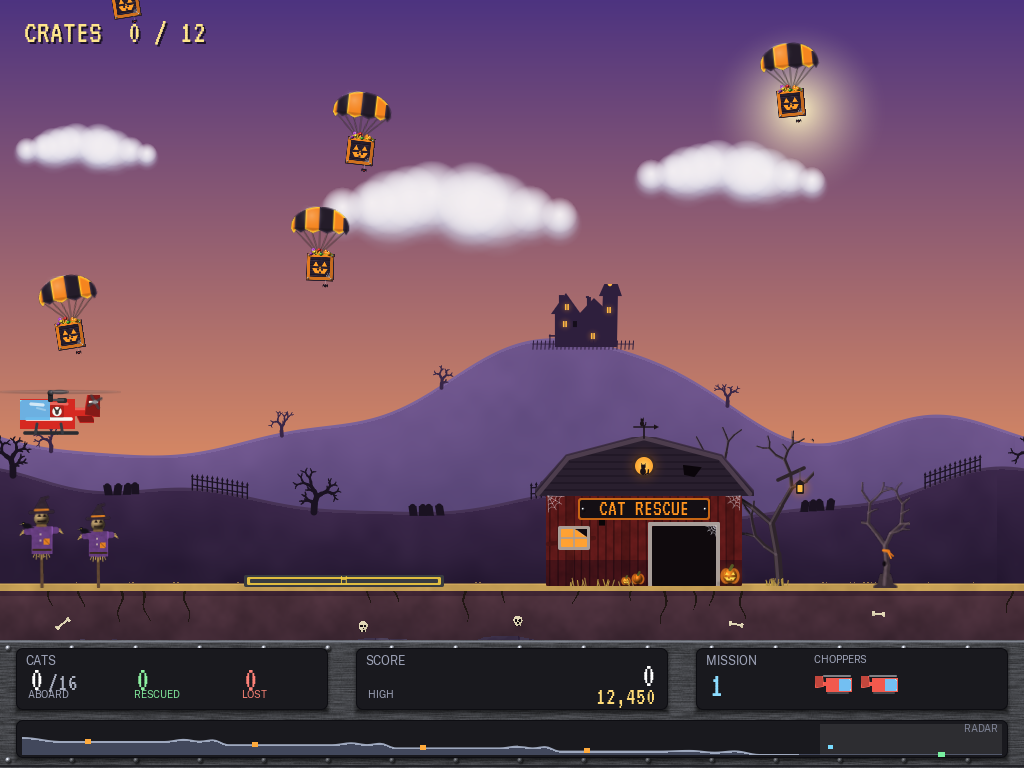 CRATES 0 / 12
V
CAT RESCUE
H
CATS
0 /16
ABOARD
0
RESCUED
0
LOST
SCORE
0
HIGH
12,450
MISSION
1
CHOPPERS
RADAR